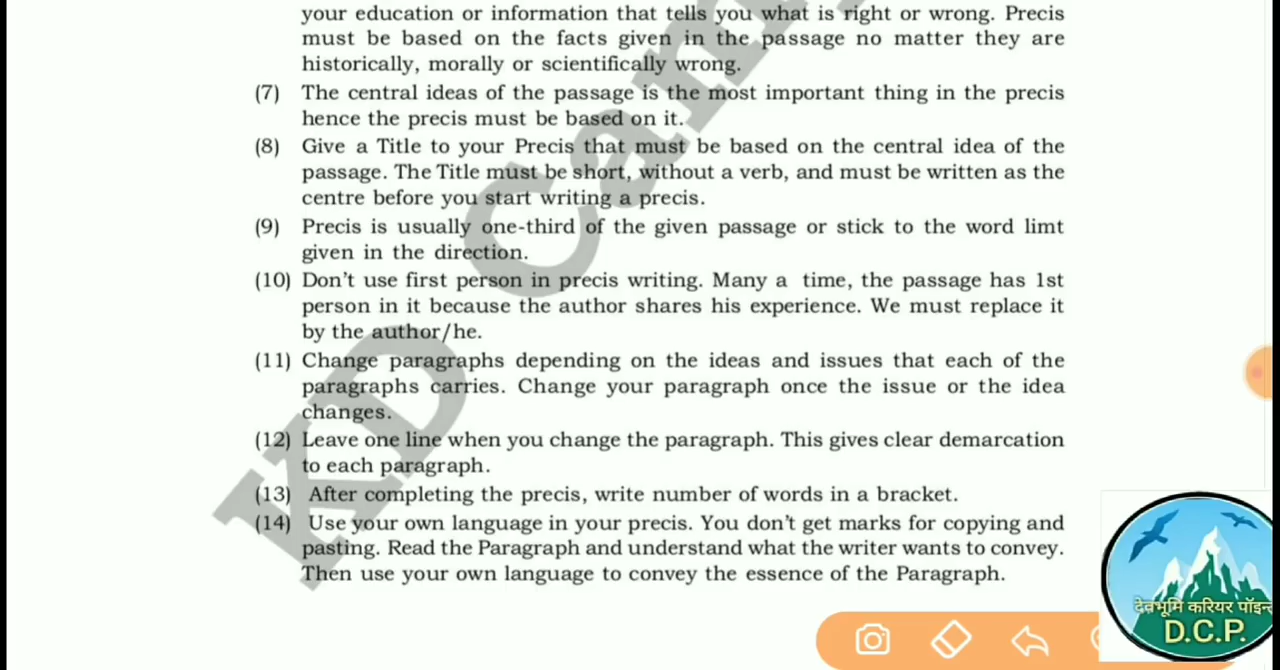 your education or information that tells you what is right or wrong. Precis
must be based on the facts given in the passage no matter they are
historically, morally or scientifically wrong.
(7) The central ideas of the passage is the most important thing in the precis
hence the precis must be based on it.
(8) Give a Title to your Precis that must be based on the central idea of the
passage. The Title must be short, without a verb, and must be written as the
centre before you start writing a precis.
(9) Precis is usually one-third of the given passage or stick to the word limt
given in the direction.
(10) Don't use first person in precis writing. Many a time, the passage has 1st
person in it because the author shares his experience. We must replace it
by the author/he.
(11) Change paragraphs depending on the ideas and issues that each of the
paragraphs carries. Change your paragraph once the issue or the idea
changes.
(12) Leave one line when you change the paragraph. This gives clear demarcation
to each paragraph.
(13) After completing the precis, write number of words in a bracket.
(14) Use your own language in your precis. You don't get marks for copying and
pasting. Read the Paragraph and understand what the writer wants to convey.
Then use your own language to convey the essence of the Paragraph.
KD Cam
देवभूमि करियर पॉइन्ट
D.C.P.